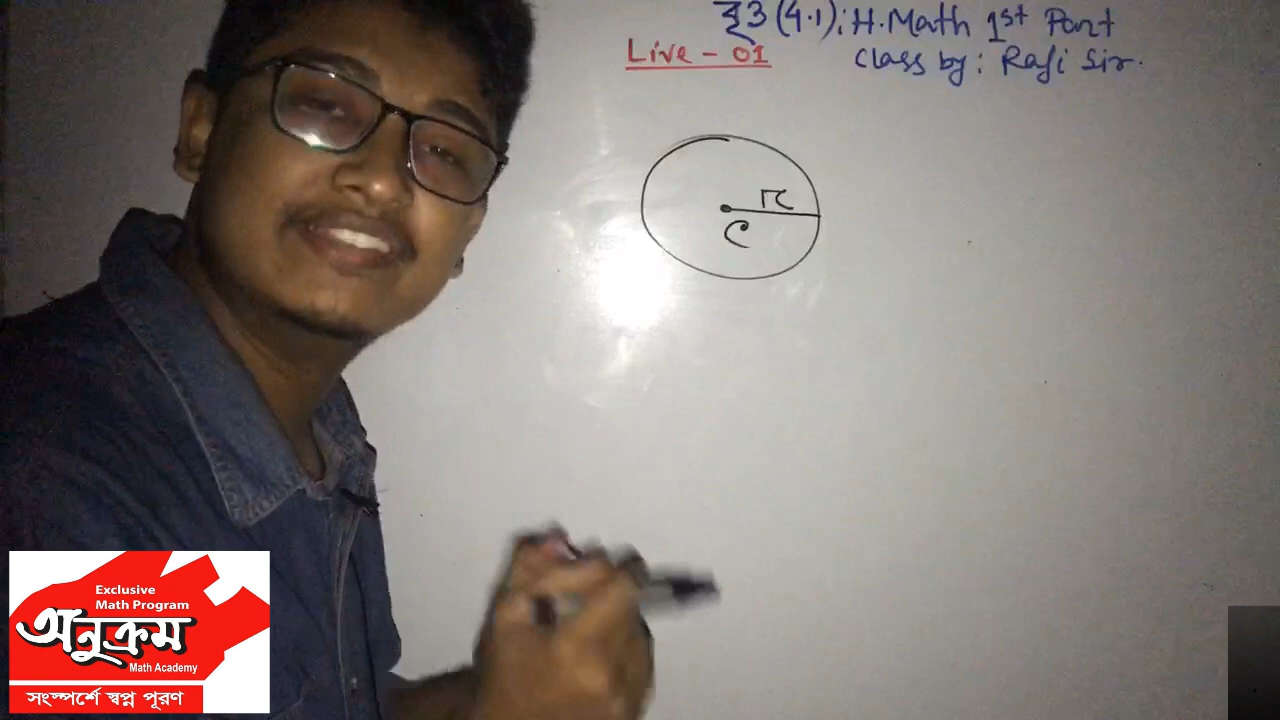 বৃত্ত (4.1): H.Math 1st Part
Live - 01
Class by: Rafi Sir.
r
C
Exclusive
Math Program
অনুক্রম
Math Academy
সংস্পর্শে স্বপ্ন পূরণ